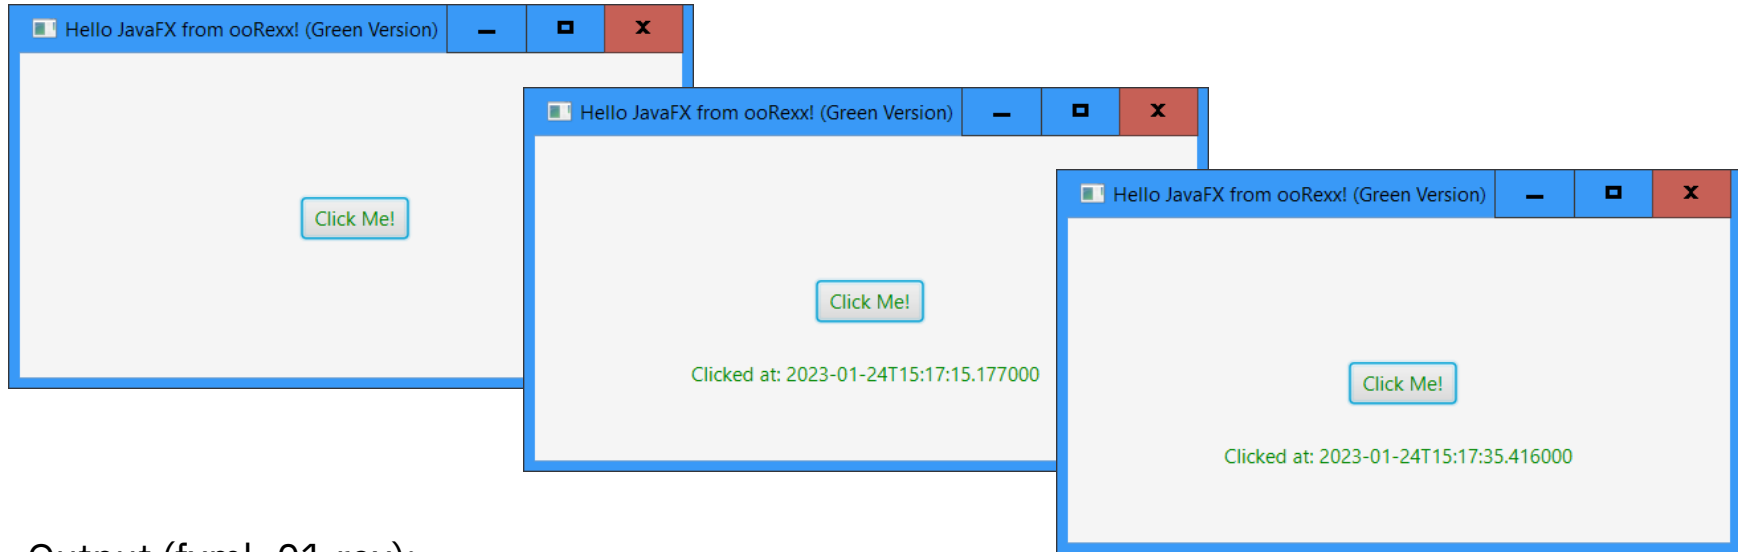 Hello JavaFX from ooRexx! (Green Version)
Click Me!
Hello JavaFX from ooRexx! (Green Version)
Click Me!
Clicked at: 2023-01-24T15:17:15.177000
Hello JavaFX from ooRexx! (Green Version)
Click Me!
Clicked at: 2023-01-24T15:17:35.416000
Output